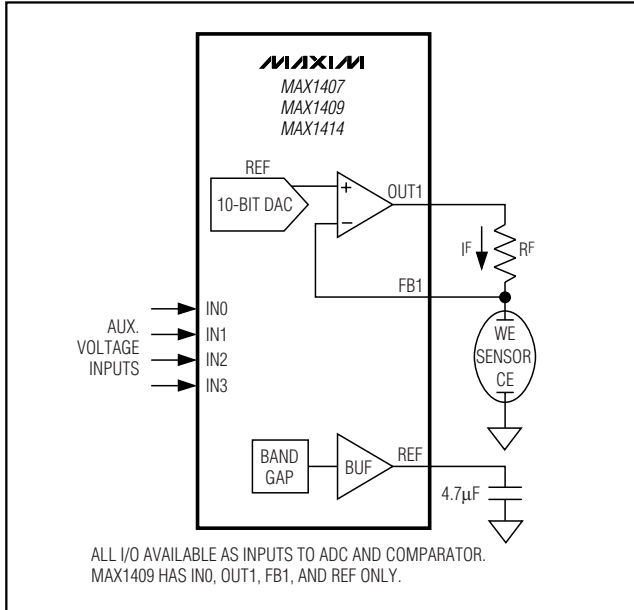 MAXIM
MAX1407
MAX1409
MAX1414
REF
10-BIT DAC
+
−
OUT1
IF
RF
FB1
IN0
AUX.
VOLTAGE
INPUTS
IN1
IN2
IN3
WE
SENSOR
CE
BAND
GAP
BUF
REF
4.7μF
ALL I/O AVAILABLE AS INPUTS TO ADC AND COMPARATOR.
MAX1409 HAS IN0, OUT1, FB1, AND REF ONLY.